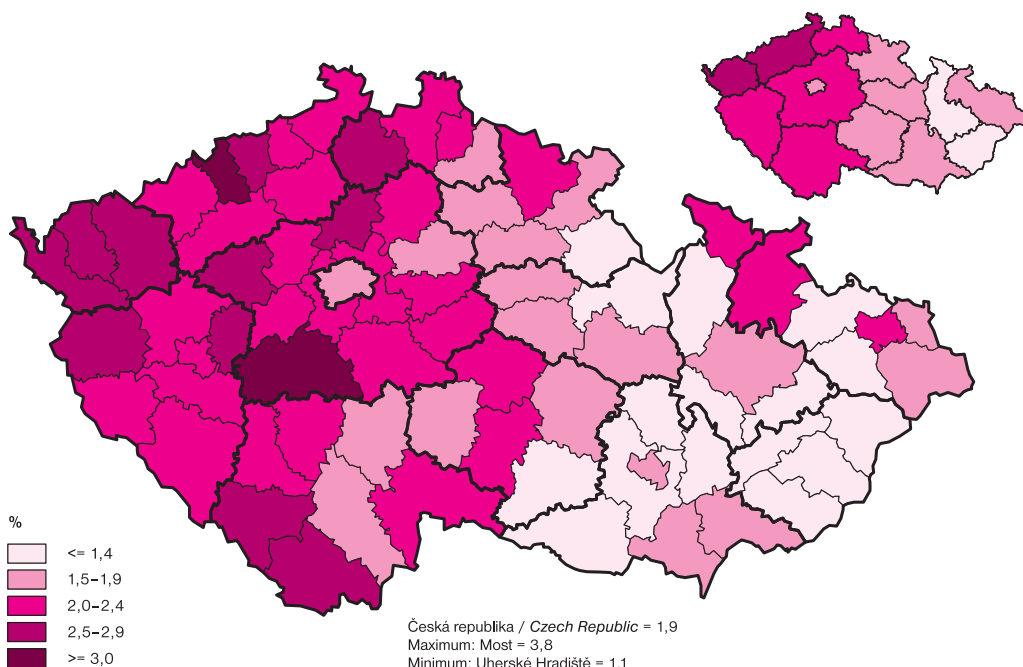 %
<= 1,4
1,5–1,9
2,0–2,4
2,5–2,9
>= 3,0
Česká republika / Czech Republic = 1,9
Maximum: Most = 3,8
Minimum: Uherské Hradiště = 1,1